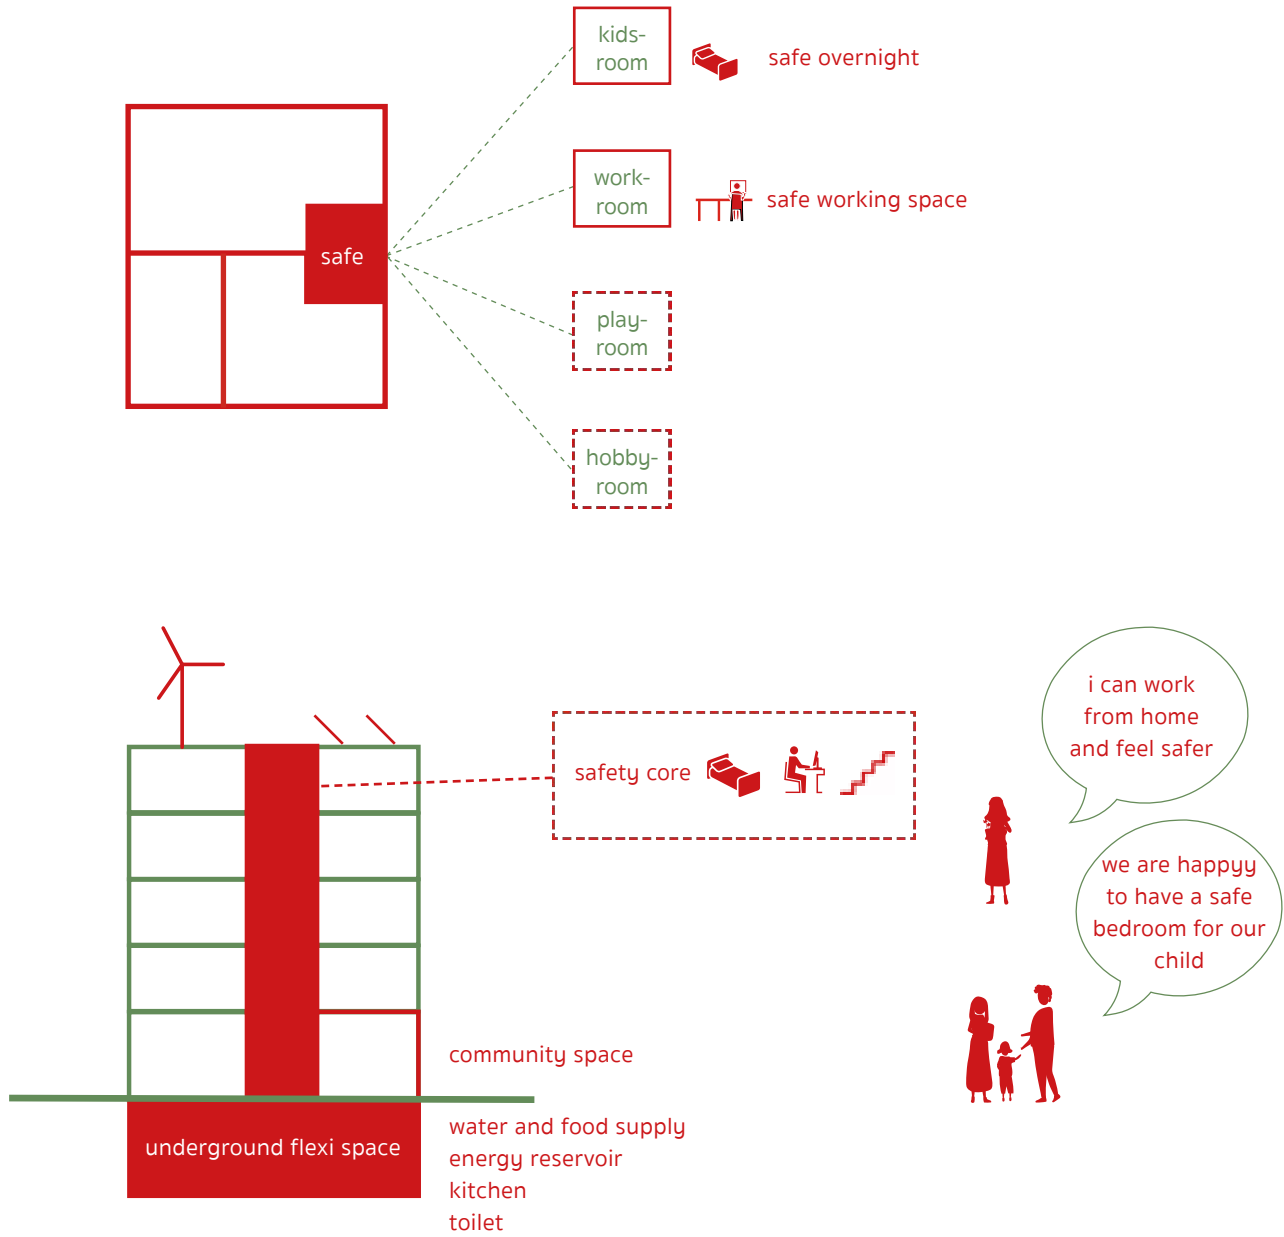 kids-
room
safe overnight
work-
room
safe working space
safe
play-
room
hobby-
room
i can work
from home
and feel safer
safety core
we are happyy
to have a safe
bedroom for our
child
community space
underground flexi space
water and food supply
energy reservoir
kitchen
toilet